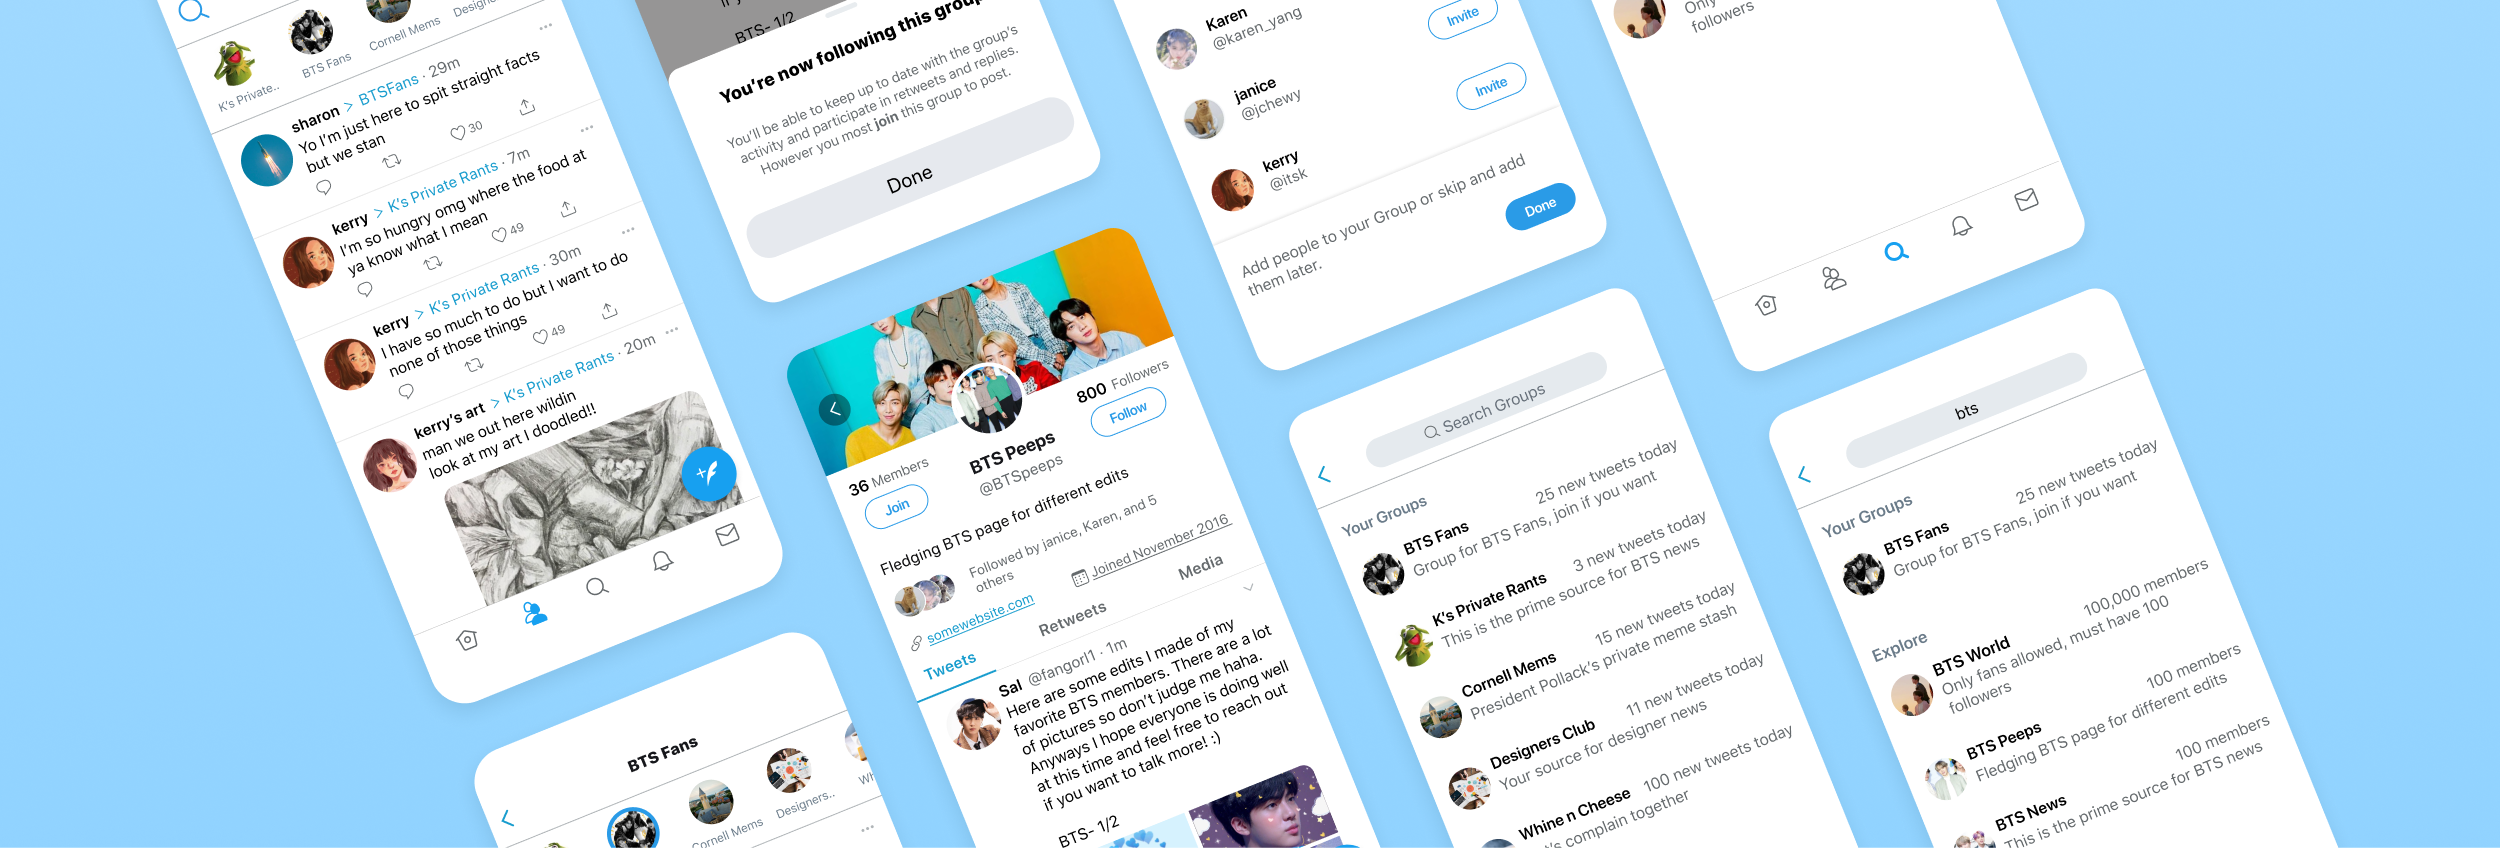 K's Private..
BTS Fans
Cornell Mems
sharon > BTSFans · 29m
Yo I'm just here to spit straight facts
but we stan
30
kerry > K's Private Rants · 7m
I'm so hungry omg where the food at
ya know what I mean
49
kerry > K's Private Rants · 30m
I have so much to do but I want to do
none of those things
49
kerry's art > K's Private Rants · 20m
man we out here wildin
look at my art I doodled!!
BTS Fans
Cornell Mems
Designers..
BTS- 1/2
You're now following this group
You'll be able to keep up to date with the group's
activity and participate in retweets and replies.
However you most join this group to post.
Done
36 Members
Join
BTS Peeps
@BTSpeeps
800 Followers
Follow
Fledging BTS page for different edits
Followed by janice, Karen, and 5
others
somewebsite.com
Joined November 2016
Tweets
Retweets
Media
Sal @fangorl1 · 1m
Here are some edits I made of my
favorite BTS members. There are a lot
of pictures so don't judge me haha.
Anyways I hope everyone is doing well
at this time and feel free to reach out
if you want to talk more! :)
BTS- 1/2
Karen
@karen_yang
Invite
janice
@jchewy
Invite
kerry
@itsk
Add people to your Group or skip and add
them later.
Done
Search Groups
Your Groups
BTS Fans
25 new tweets today
Group for BTS Fans, join if you want
K's Private Rants
3 new tweets today
This is the prime source for BTS news
Cornell Mems
15 new tweets today
President Pollack's private meme stash
Designers Club
11 new tweets today
Your source for designer news
Whine n Cheese
100 new tweets today
complain together
Only
followers
bts
Your Groups
BTS Fans
25 new tweets today
Group for BTS Fans, join if you want
Explore
BTS World
100,000 members
Only fans allowed, must have 100
followers
BTS Peeps
100 members
Fledging BTS page for different edits
BTS News
100 members
This is the prime source for BTS news